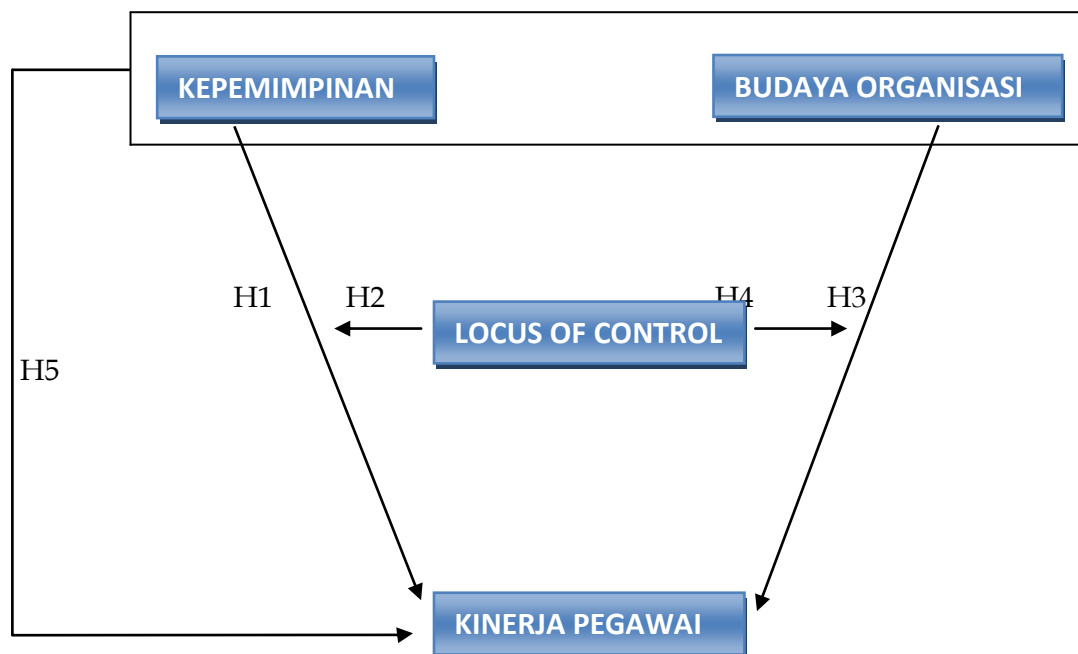 KEPEMIMPINAN
BUDAYA ORGANISASI
H1
H2
H4
H3
LOCUS OF CONTROL
H5
KINERJA PEGAWAI